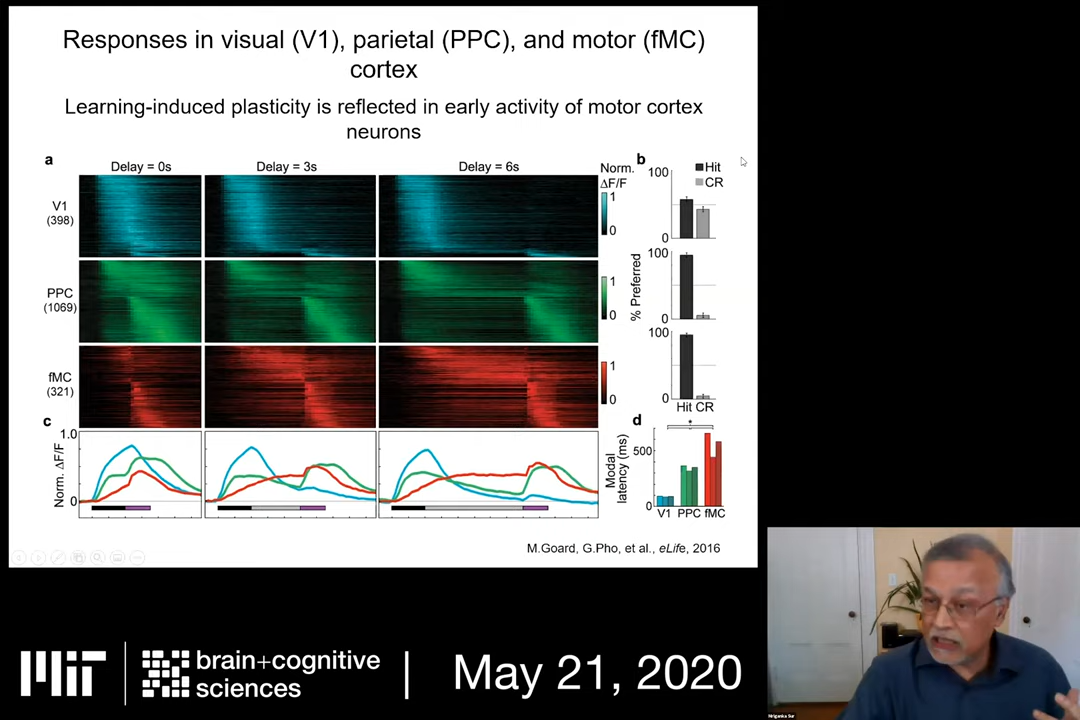 Responses in visual (V1), parietal (PPC), and motor (fMC)
cortex
Learning-induced plasticity is reflected in early activity of motor cortex
neurons
a
Delay = 0s
Delay = 3s
Delay = 6s
Norm.
ΔF/F
V1
(398)
1
0
PPC
(1069)
1
0
fMC
(321)
1
0
b
Hit
CR
100
0
100
0
100
0
% Preferred
Hit CR
c
1.0
0
Norm. ΔF/F
d
*
500
0
Modal
latency (ms)
V1 PPC fMC
M.Goard, G.Pho, et al., eLife, 2016
MIT
brain+cognitive
sciences
May 21, 2020
Mriganka Sur